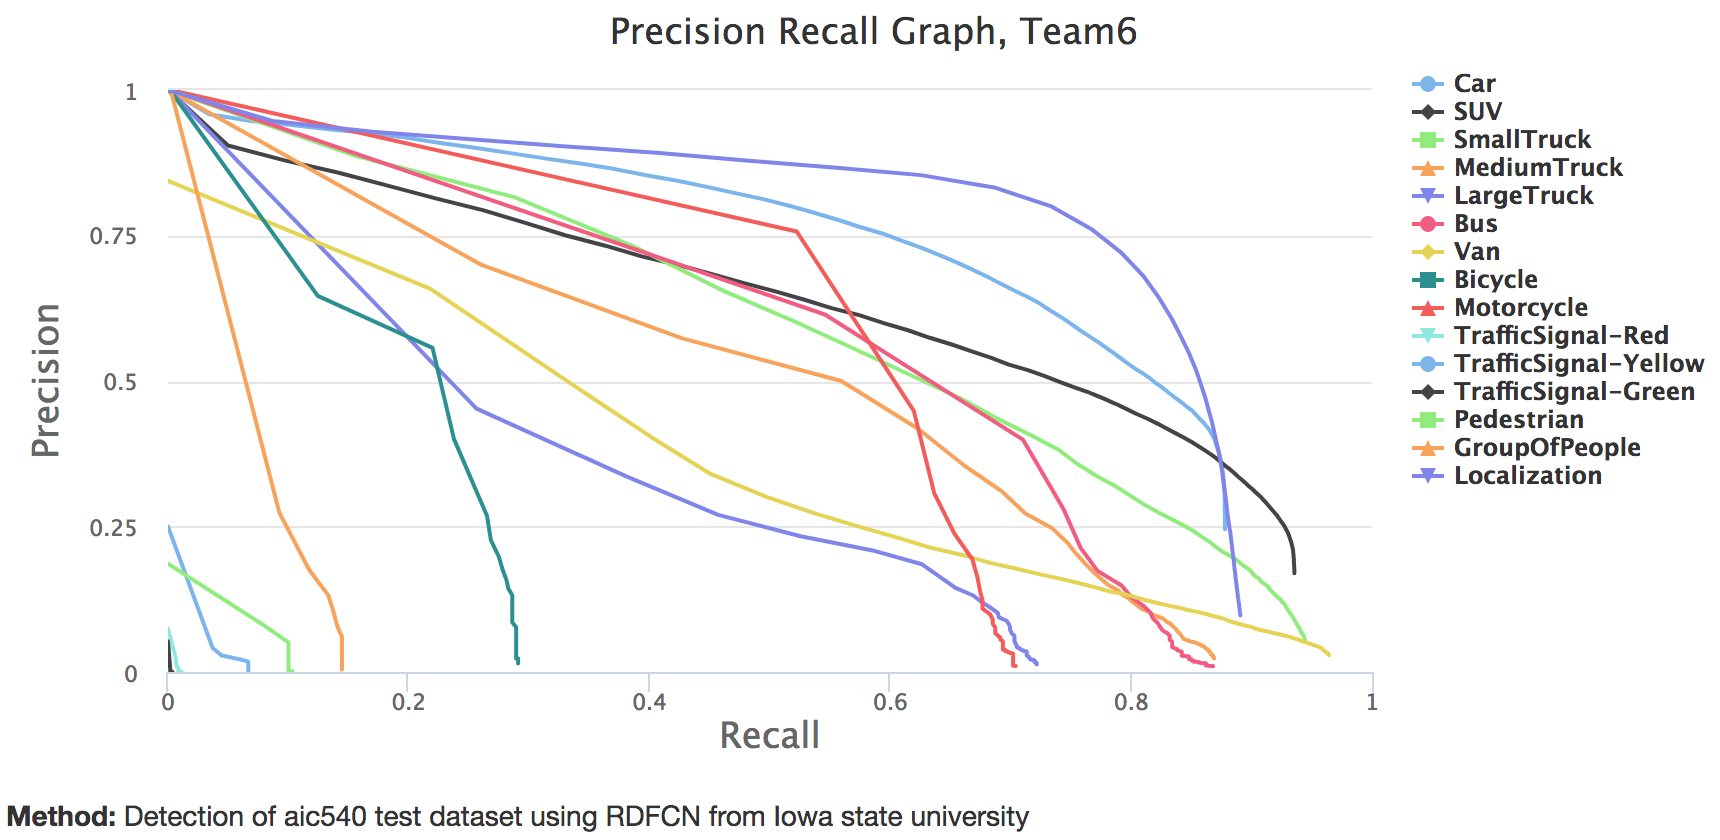 Precision Recall Graph, Team6
1
0.75
0.5
0.25
0
Precision
0
0.2
0.4
0.6
0.8
1
Recall
Car
SUV
SmallTruck
MediumTruck
LargeTruck
Bus
Van
Bicycle
Motorcycle
TrafficSignal-Red
TrafficSignal-Yellow
TrafficSignal-Green
Pedestrian
GroupOfPeople
Localization
Method: Detection of aic540 test dataset using RDFCN from Iowa state university